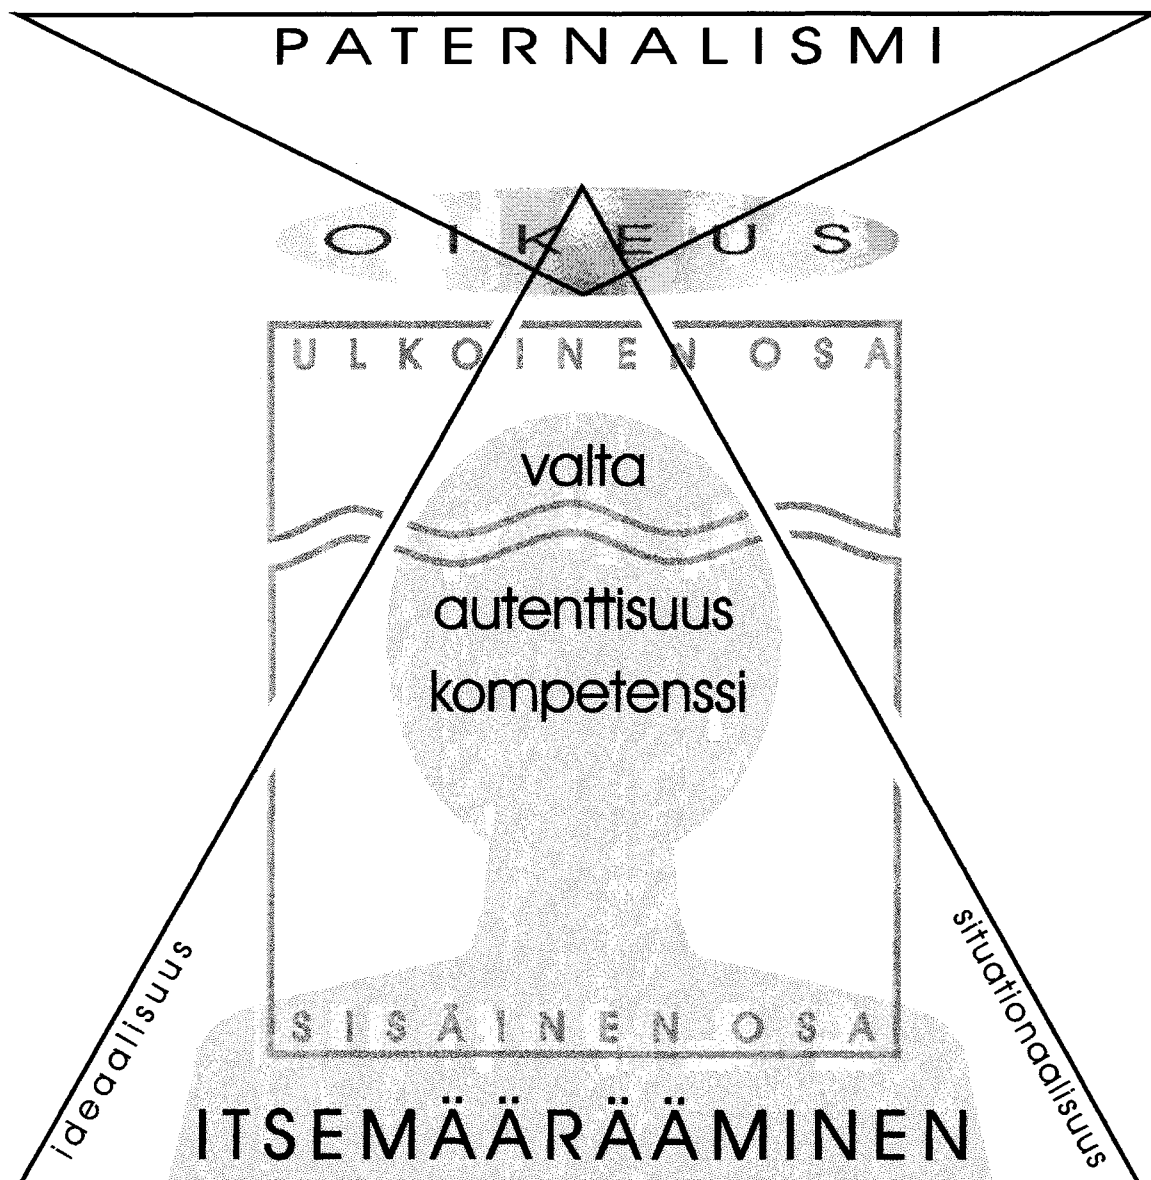 PATERNALISMI
OIKEUS
ULKOINEN OSA
valta
autenttisuus
kompetenssi
ideaalisuus
situationaalisuus
SISÄINEN OSA
ITSEMÄÄRÄÄMINEN